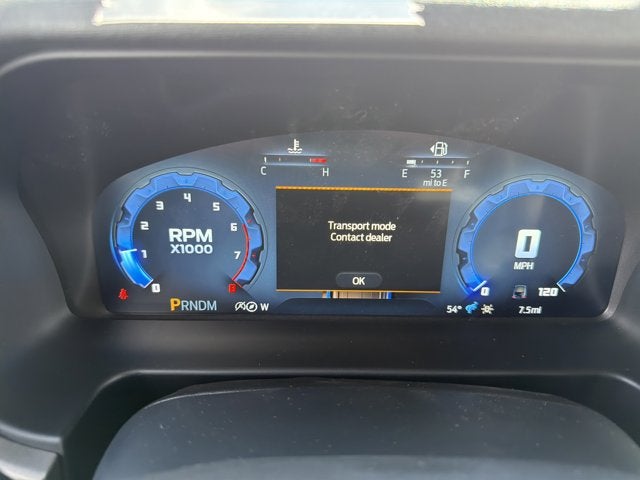 C H
E 53 F
mi to E
Transport mode
Contact dealer
OK
RPM
X1000
0 1 2 3 4 5 6 7 8
0
MPH
0 120
PRNDM
W
54°
7.5mi